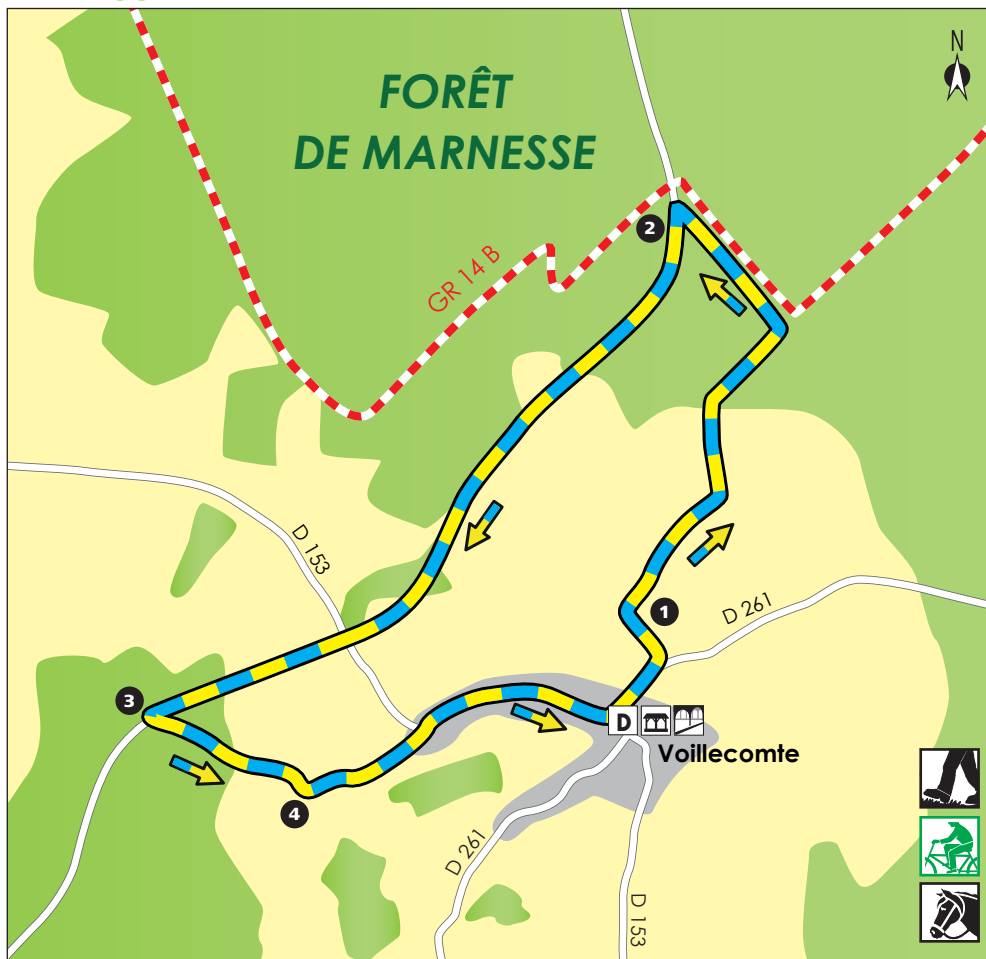 N
FORÊT
DE MARNESSE
2
GR 14 B
D 153
1
D 261
3
D
Voillecomte
4
D 261
D 153